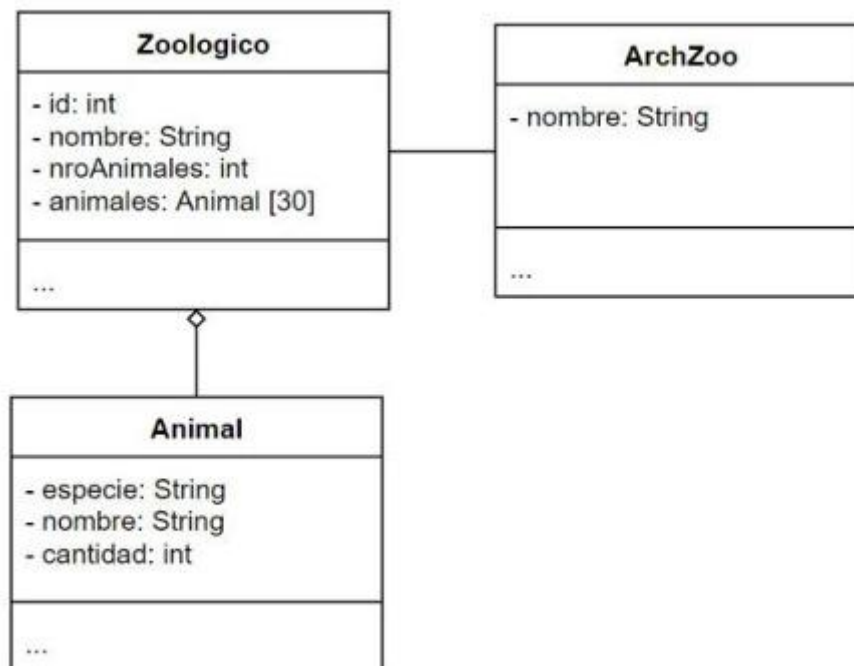 Zoologico
- id: int
- nombre: String
- nroAnimales: int
- animales: Animal [30]
...
ArchZoo
- nombre: String
...
Animal
- especie: String
- nombre: String
- cantidad: int
...